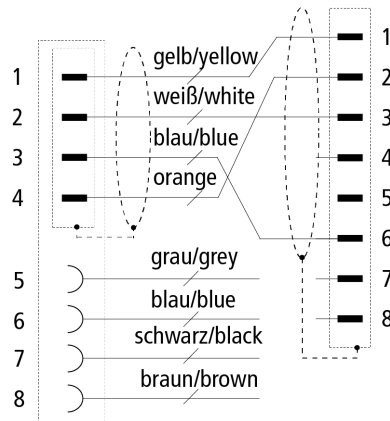 1
gelb/yellow
1
2
weiß/white
2
3
blau/blue
3
4
orange
4
5
6
5
grau/grey
7
6
blau/blue
8
7
schwarz/black
8
braun/brown